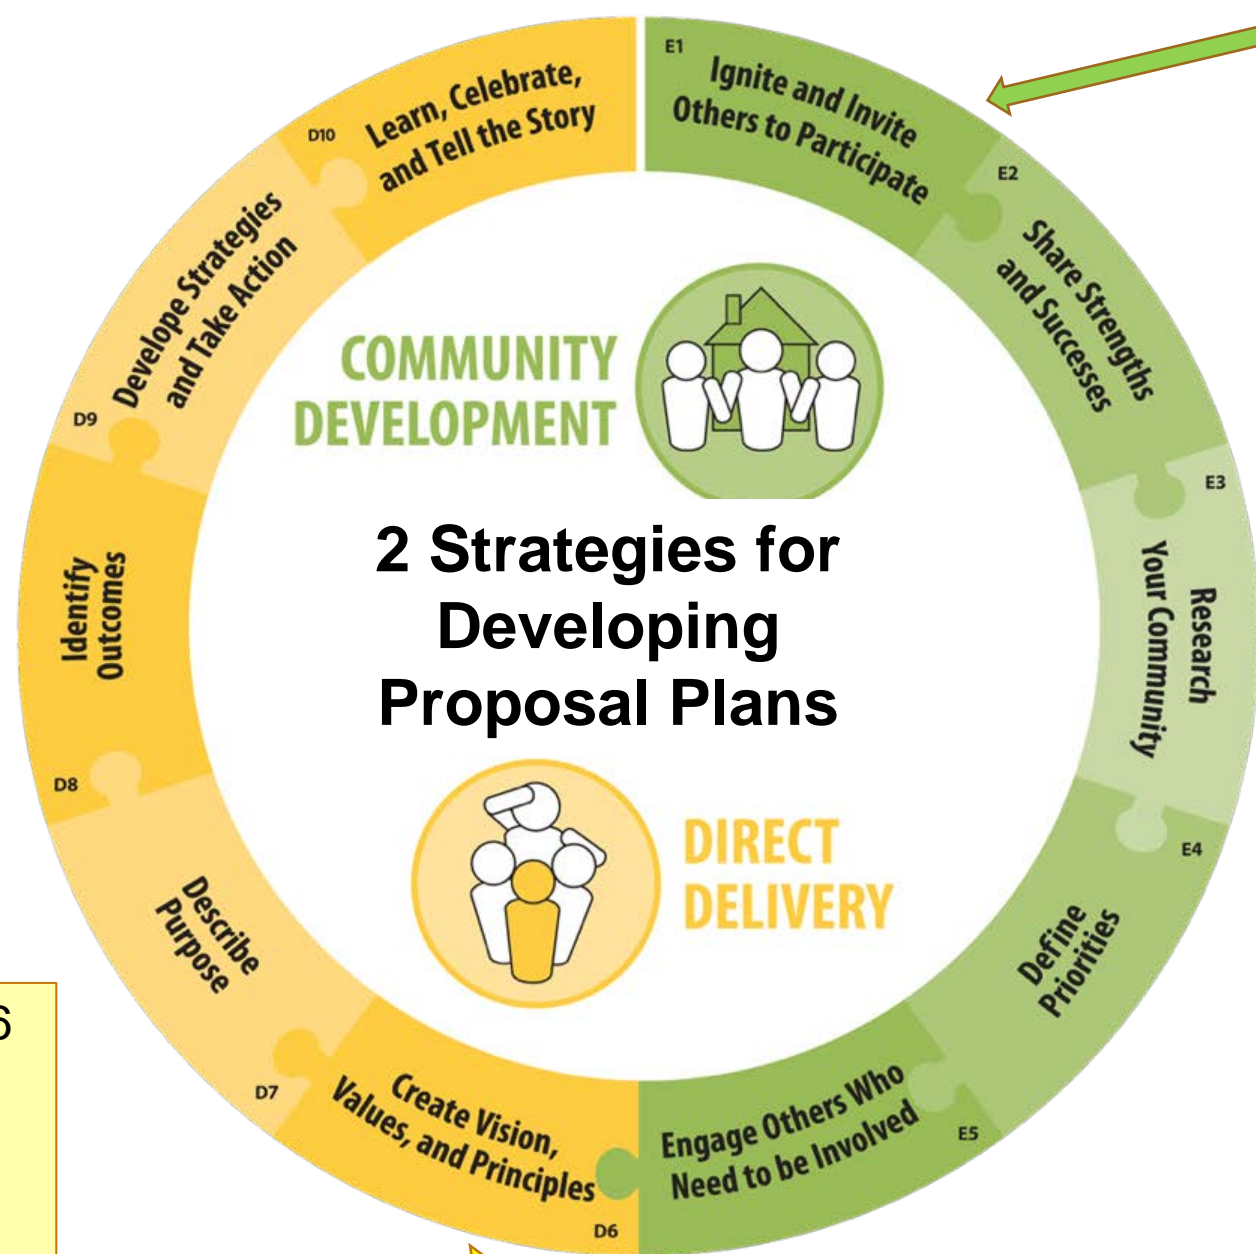 E1
Ignite and Invite
Others to Participate
E2
Share Strengths
and Successes
E3
Research
Your Community
E4
Define
Priorities
E5
Engage Others Who
Need to be Involved
D6
Create Vision,
Values, and Principles
D7
Describe
Purpose
D8
Identify
Outcomes
D9
Develope Strategies
and Take Action
D10
Learn, Celebrate,
and Tell the Story
COMMUNITY
DEVELOPMENT
2 Strategies for
Developing
Proposal Plans
DIRECT
DELIVERY
6